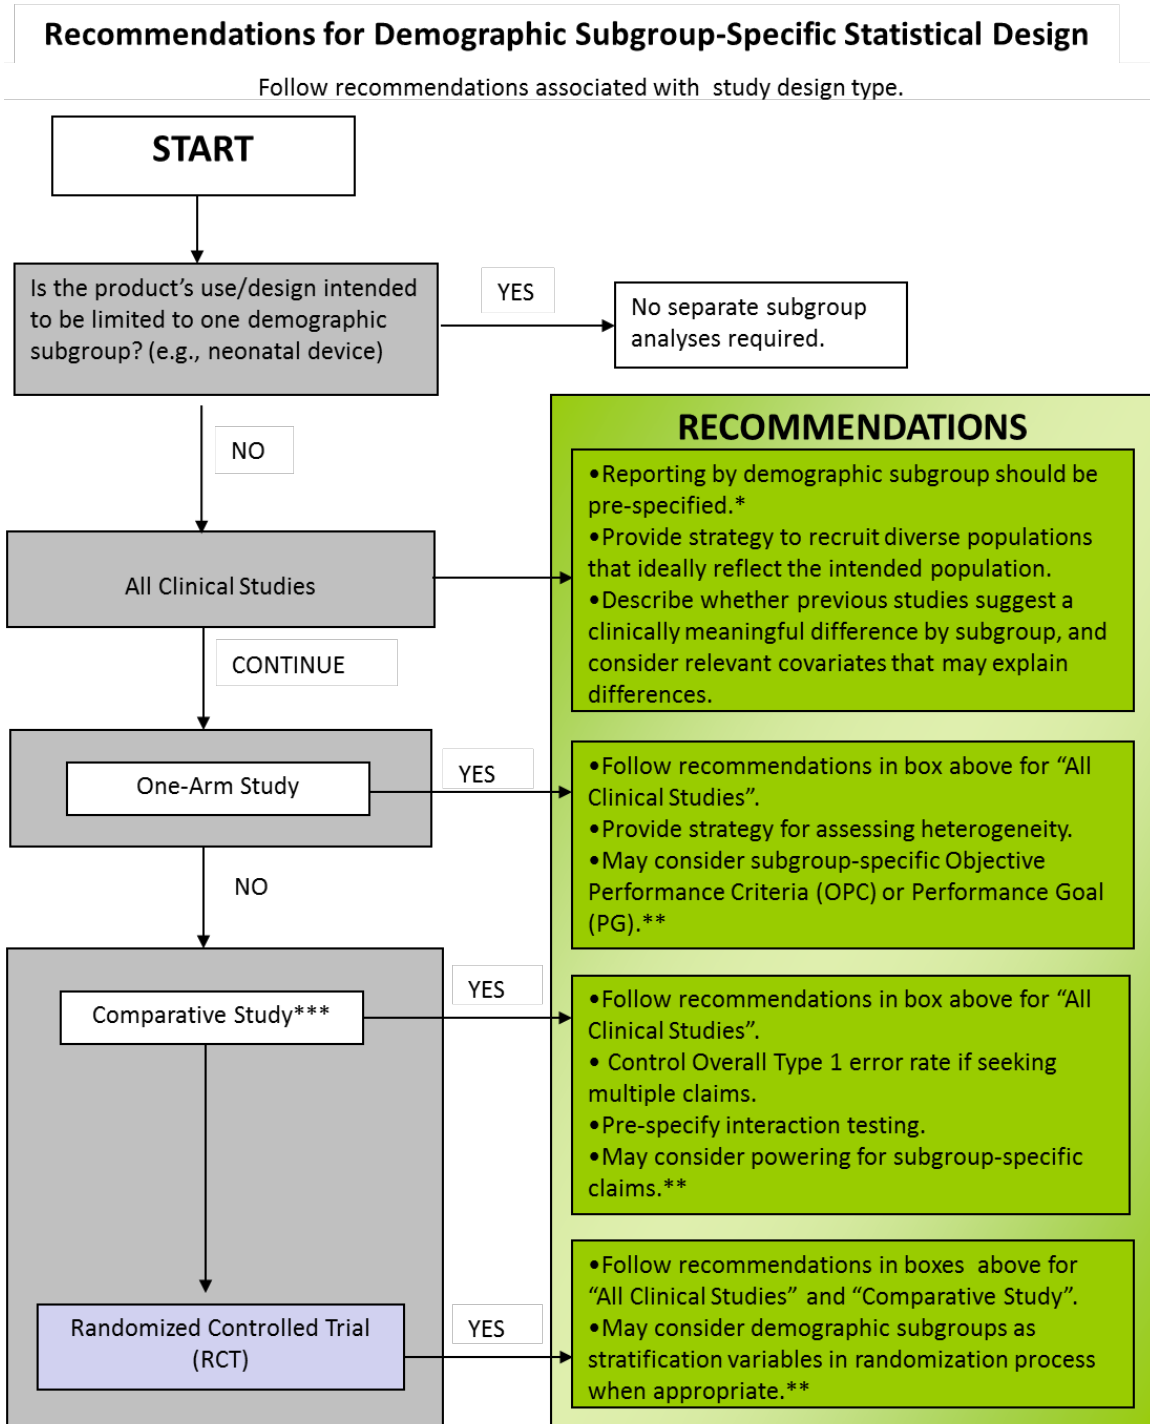 Recommendations for Demographic Subgroup-Specific Statistical Design
Follow recommendations associated with study design type.
START
Is the product’s use/design intended
to be limited to one demographic
subgroup? (e.g., neonatal device)
YES
No separate subgroup
analyses required.
NO
RECOMMENDATIONS
All Clinical Studies
•Reporting by demographic subgroup should be
pre-specified.*
•Provide strategy to recruit diverse populations
that ideally reflect the intended population.
•Describe whether previous studies suggest a
clinically meaningful difference by subgroup, and
consider relevant covariates that may explain
differences.
CONTINUE
One-Arm Study
YES
•Follow recommendations in box above for “All
Clinical Studies”.
•Provide strategy for assessing heterogeneity.
•May consider subgroup-specific Objective
Performance Criteria (OPC) or Performance Goal
(PG).**
NO
Comparative Study***
YES
•Follow recommendations in box above for “All
Clinical Studies”.
• Control Overall Type 1 error rate if seeking
multiple claims.
•Pre-specify interaction testing.
•May consider powering for subgroup-specific
claims.**
Randomized Controlled Trial
(RCT)
YES
•Follow recommendations in boxes above for
“All Clinical Studies” and “Comparative Study”.
•May consider demographic subgroups as
stratification variables in randomization process
when appropriate.**